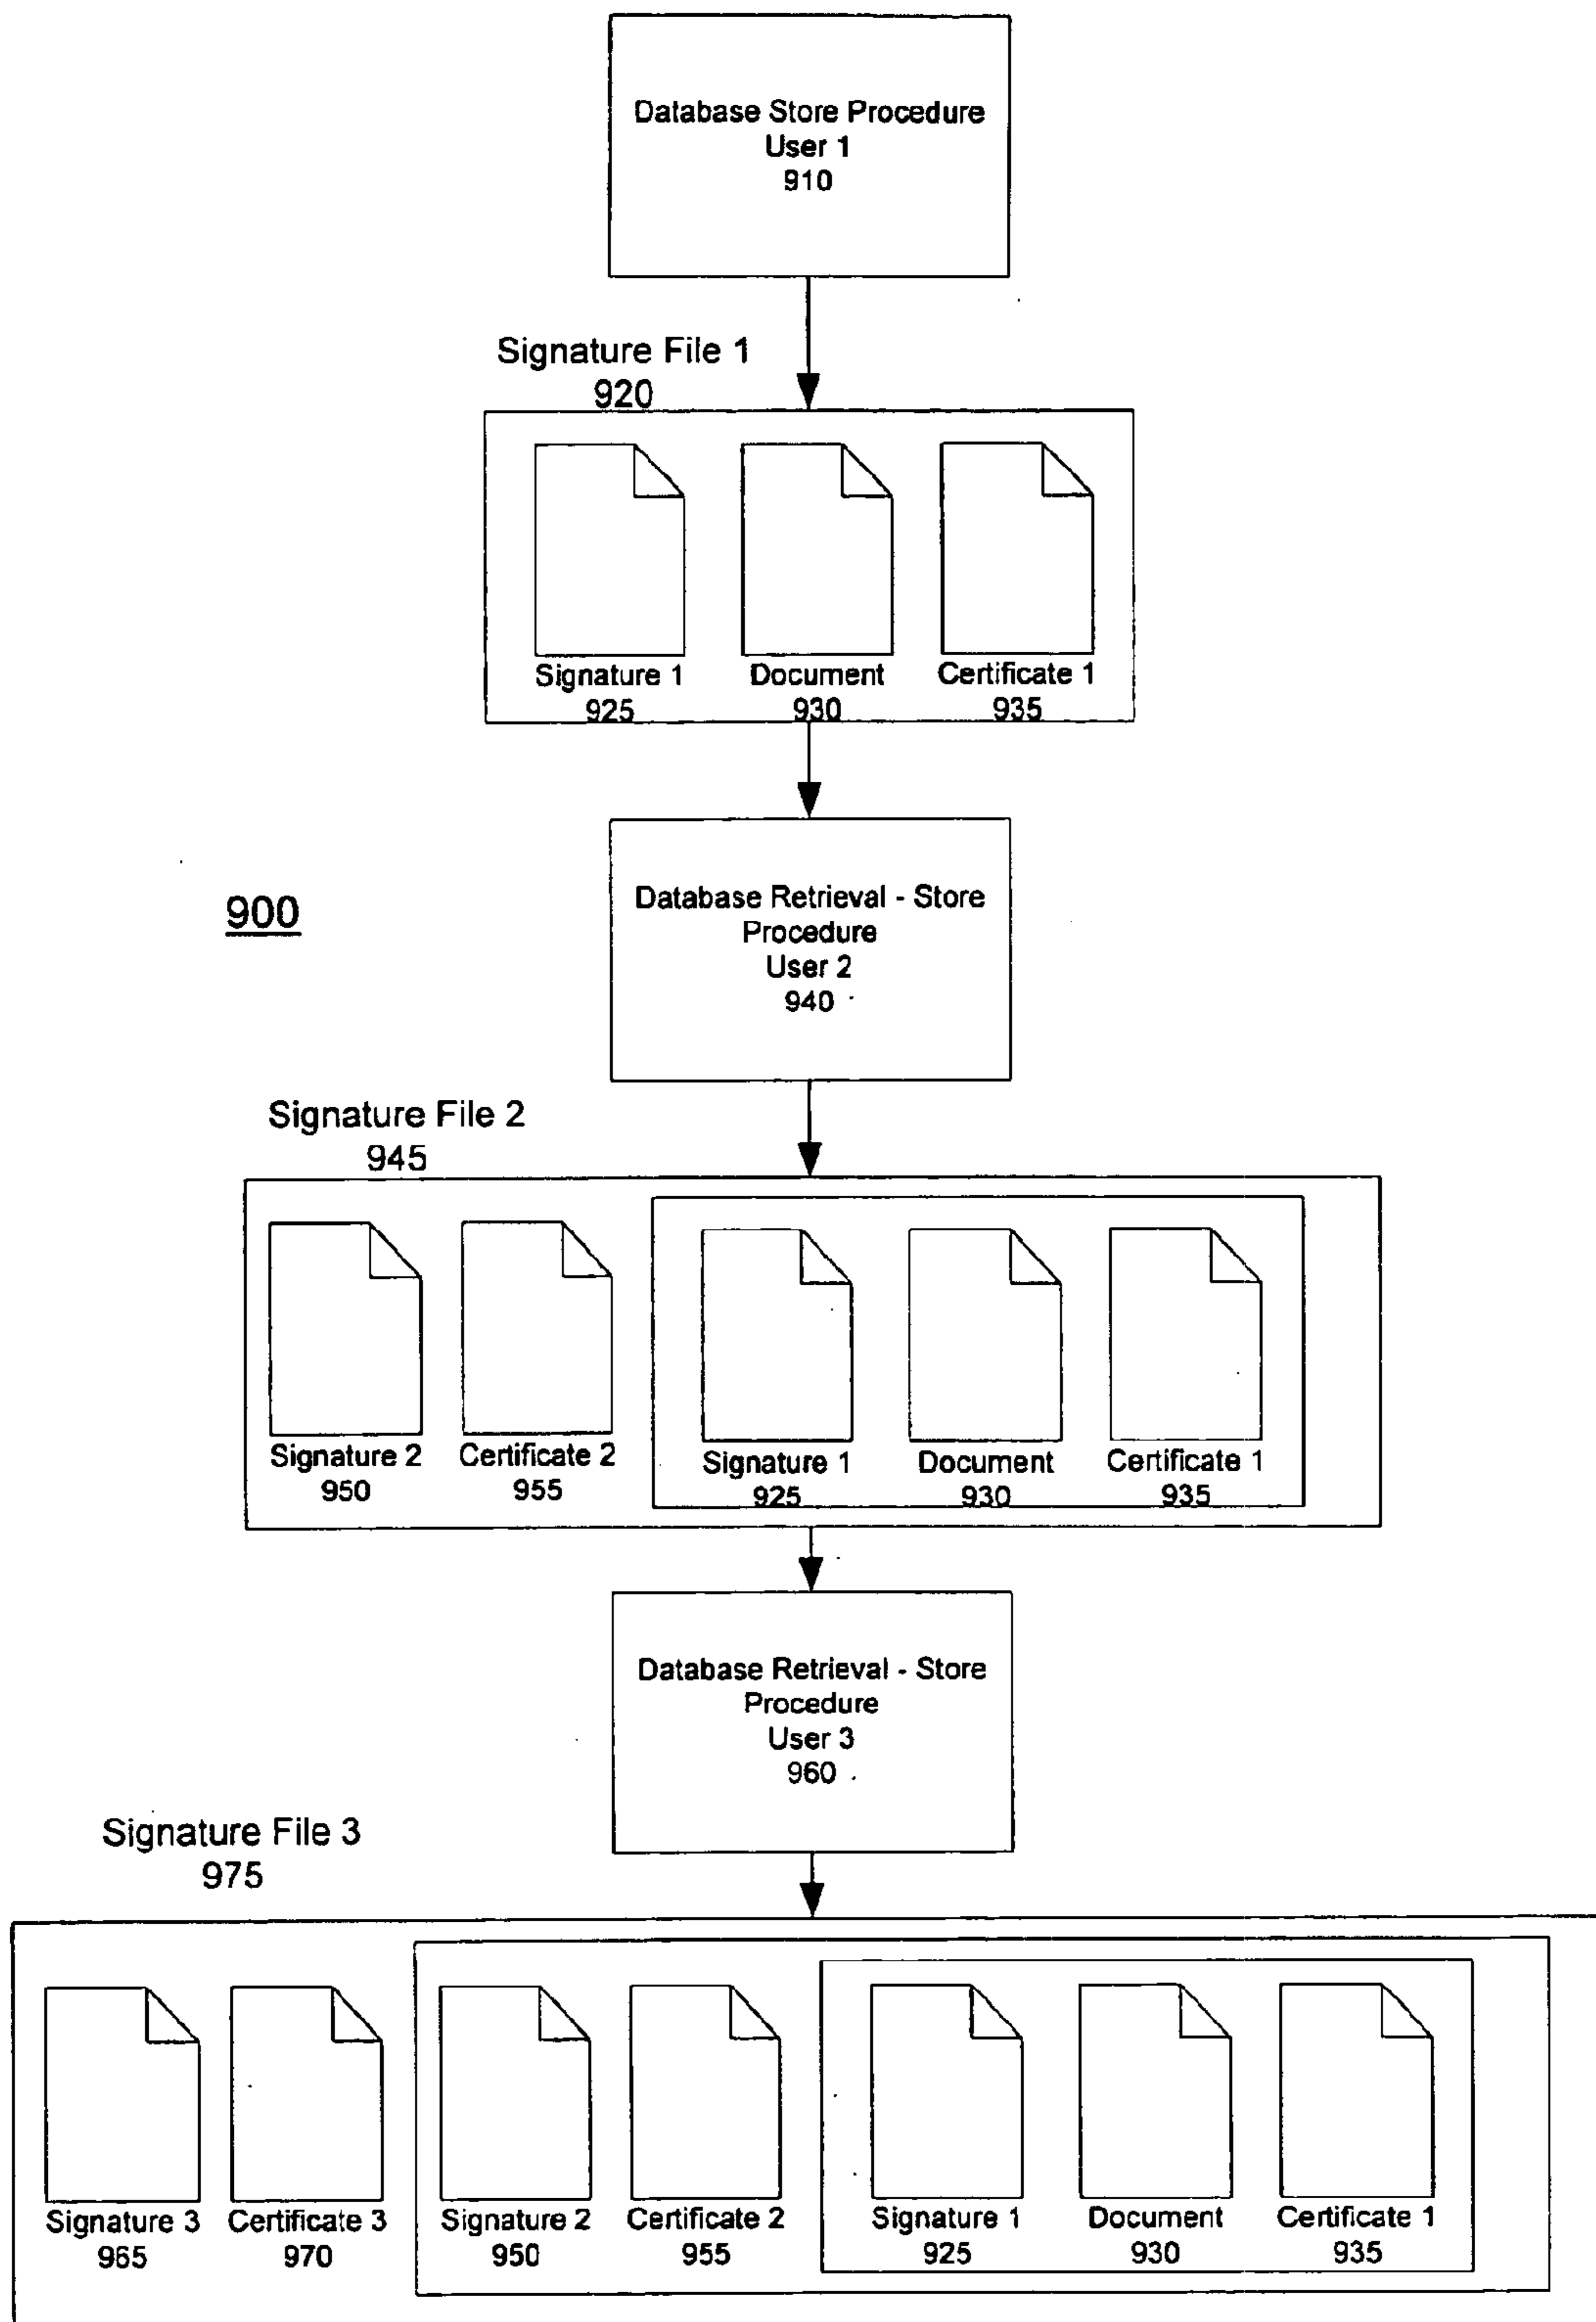 Database Store Procedure
User 1
910
Signature File 1
920
Signature 1 Document Certificate 1
925 930 935
900
Database Retrieval - Store
Procedure
User 2
940
Signature File 2
945
Signature 2 Certificate 2 Signature 1 Document Certificate 1
950 955 925 930 935
Database Retrieval - Store
Procedure
User 3
960
Signature File 3
975
Signature 3 Certificate 3 Signature 2 Certificate 2 Signature 1 Document Certificate 1
965 970 950 955 925 930 935